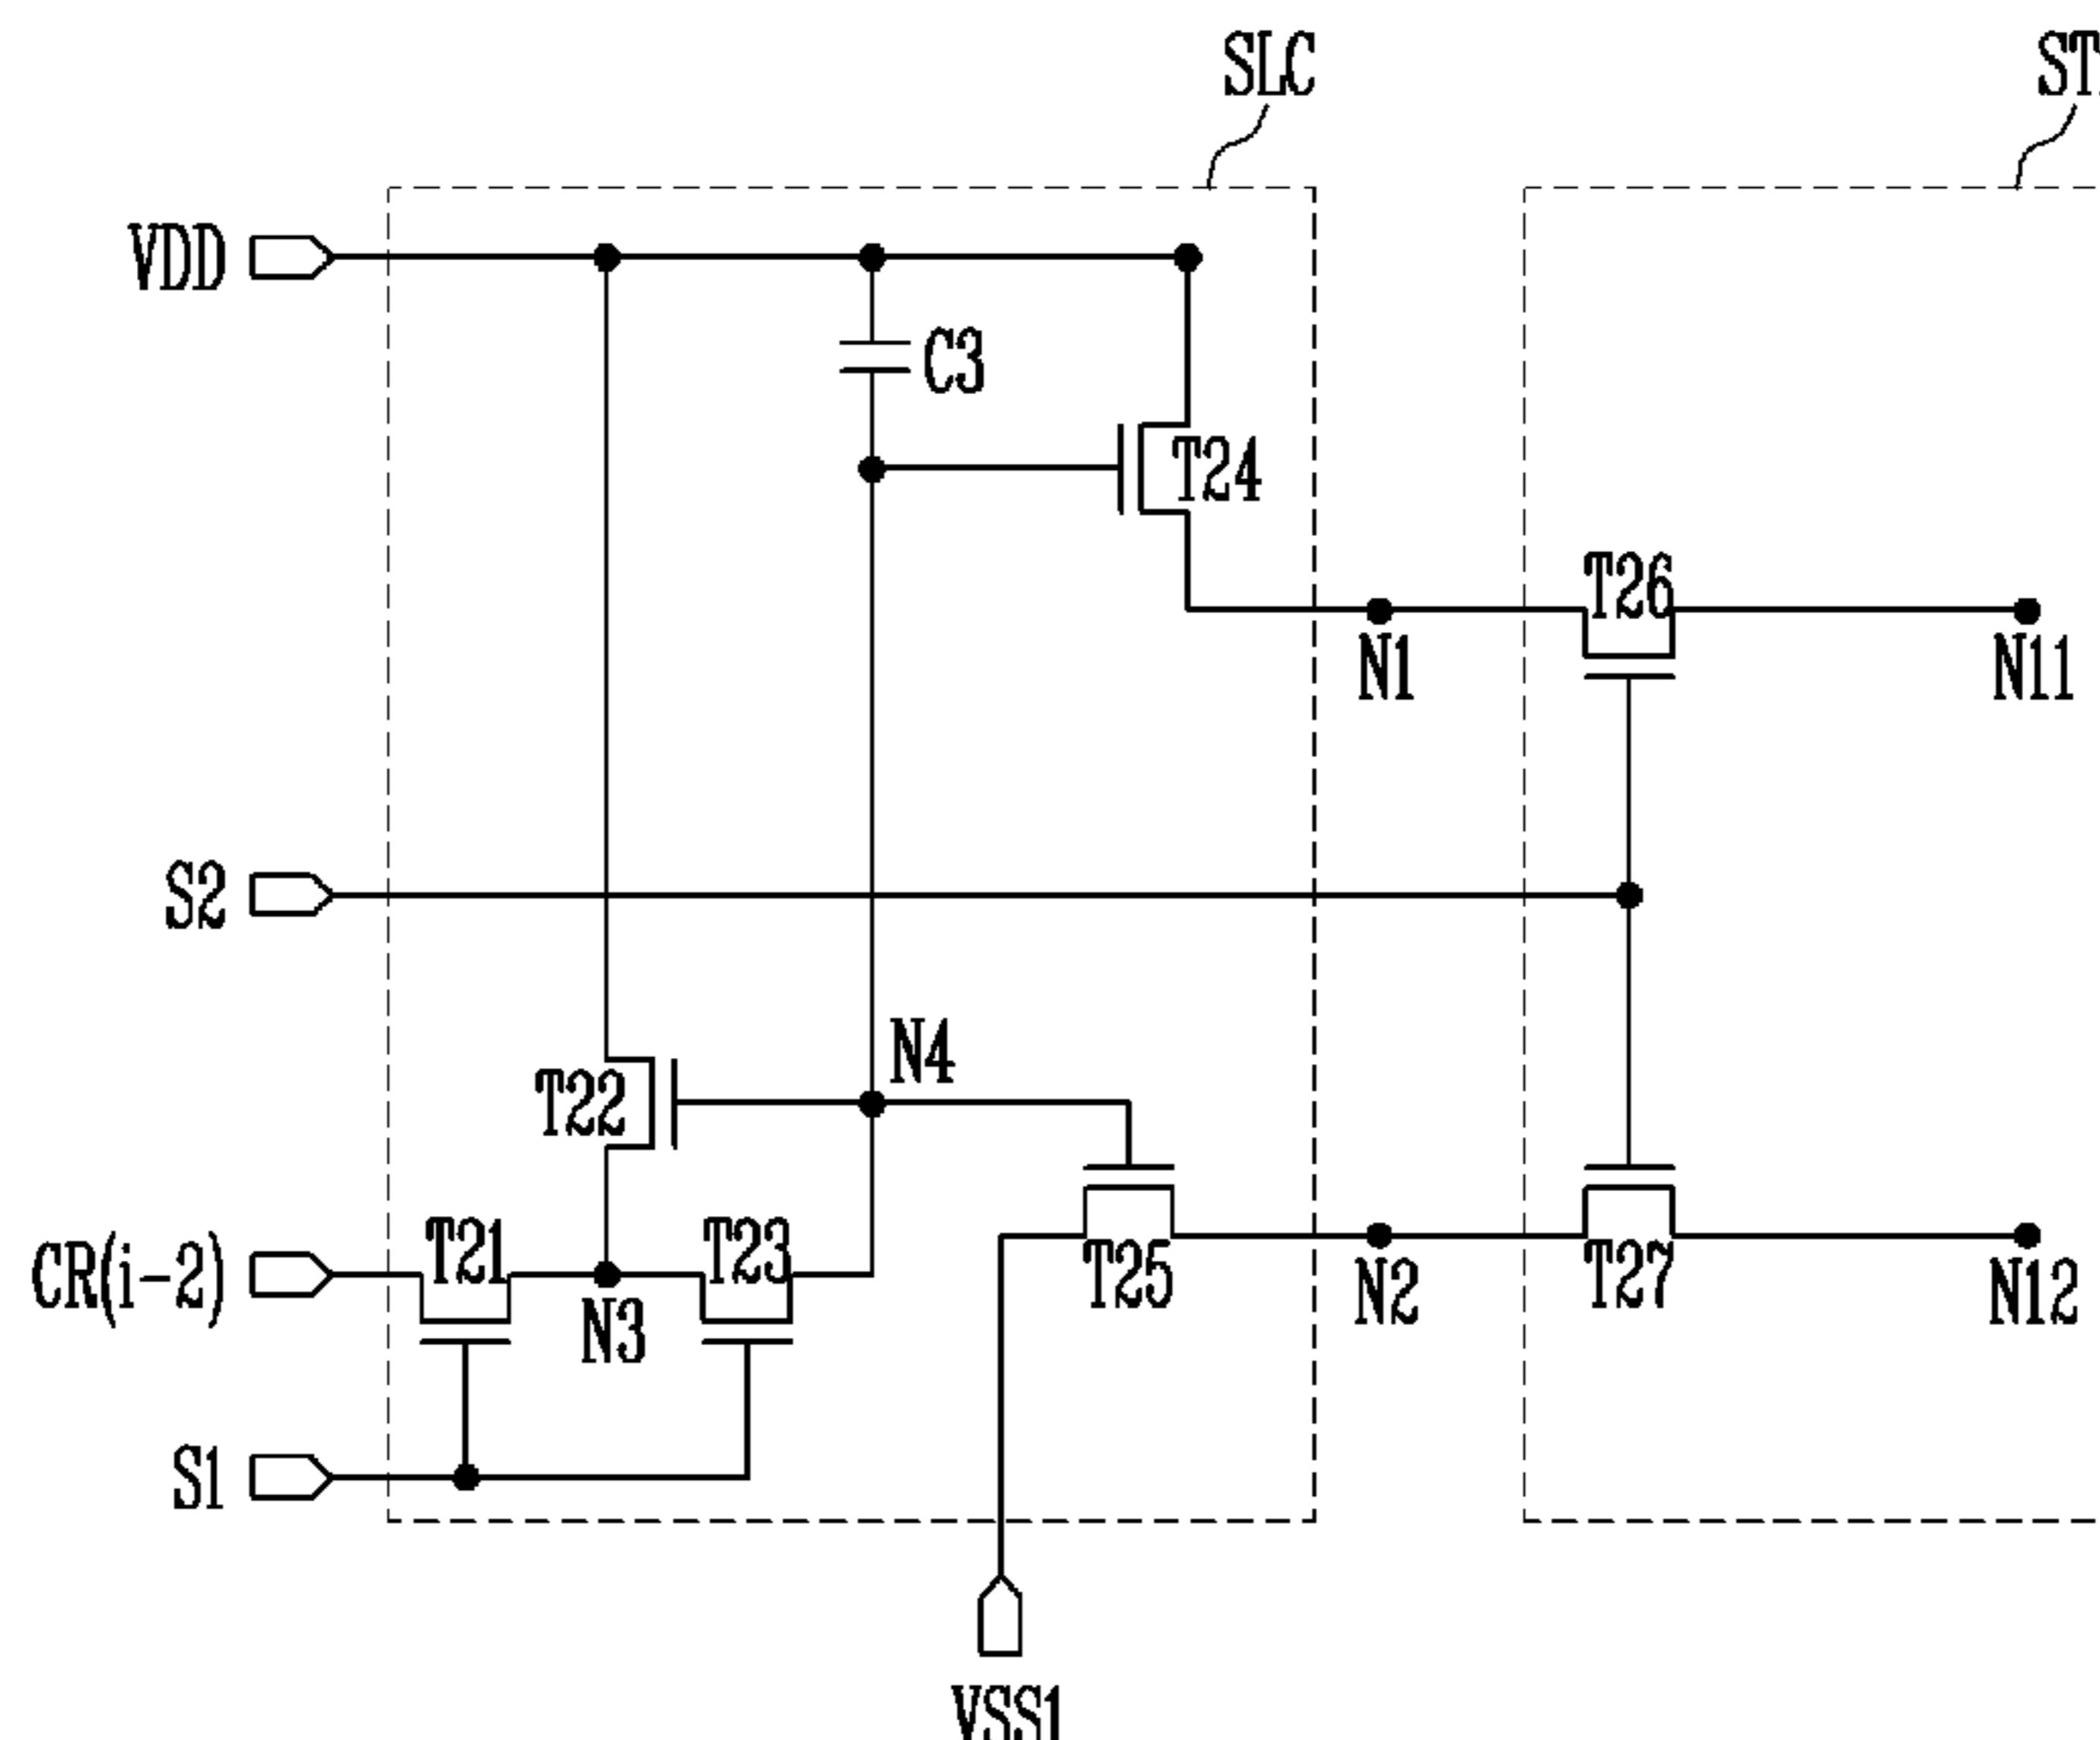 SLC
VDD
C3
T24
T26
N1
N11
S2
N4
T22
CR(i-2)
T21
T23
N3
T25
N2
T27
N12
S1
VSS1